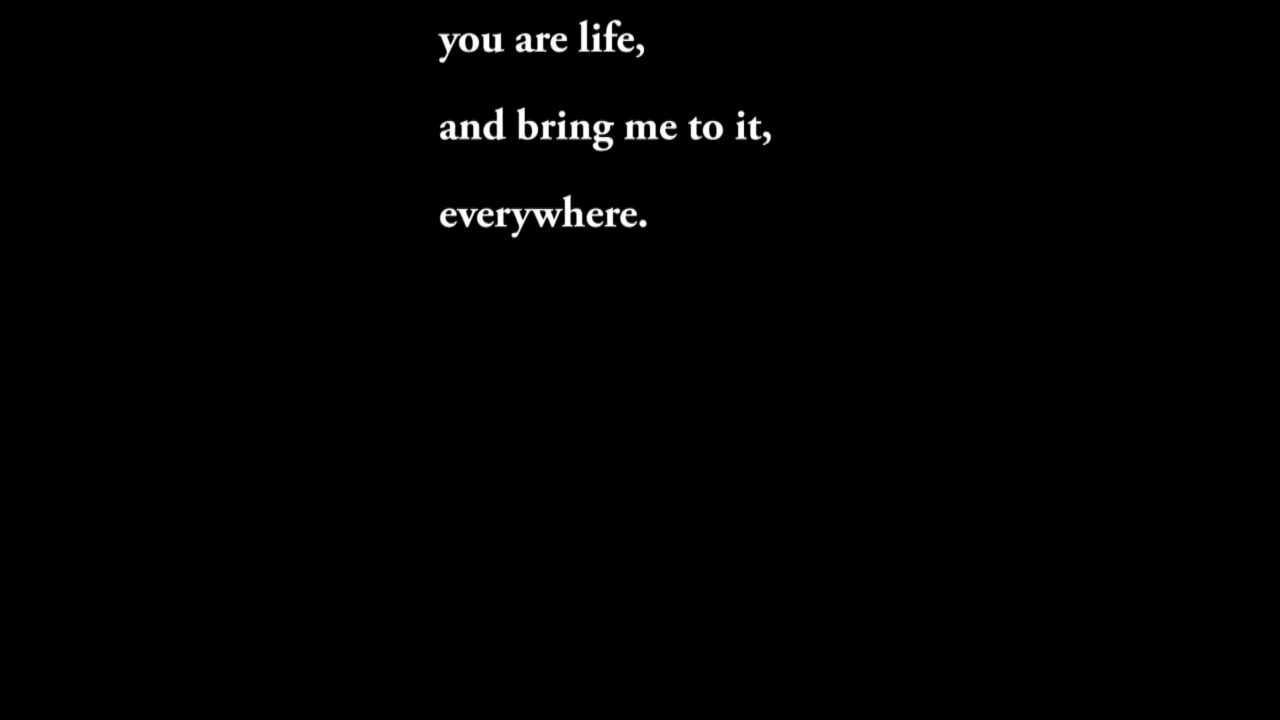 you are life,
and bring me to it,
everywhere.